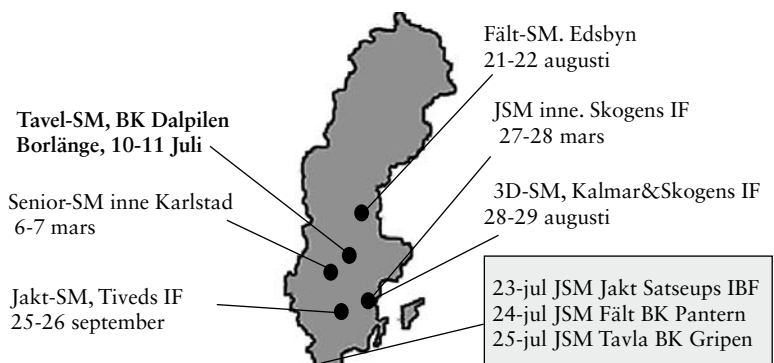 Fält-SM. Edsbyn
21-22 augusti
Tavel-SM, BK Dalpilen
Borlänge, 10-11 Juli
JSM inne. Skogens IF
27-28 mars
Senior-SM inne Karlstad
6-7 mars
3D-SM, Kalmar&Skogens IF
28-29 augusti
Jakt-SM, Tiveds IF
25-26 september
23-jul JSM Jakt Satseups IBF
24-jul JSM Fält BK Pantern
25-jul JSM Tavla BK Gripen